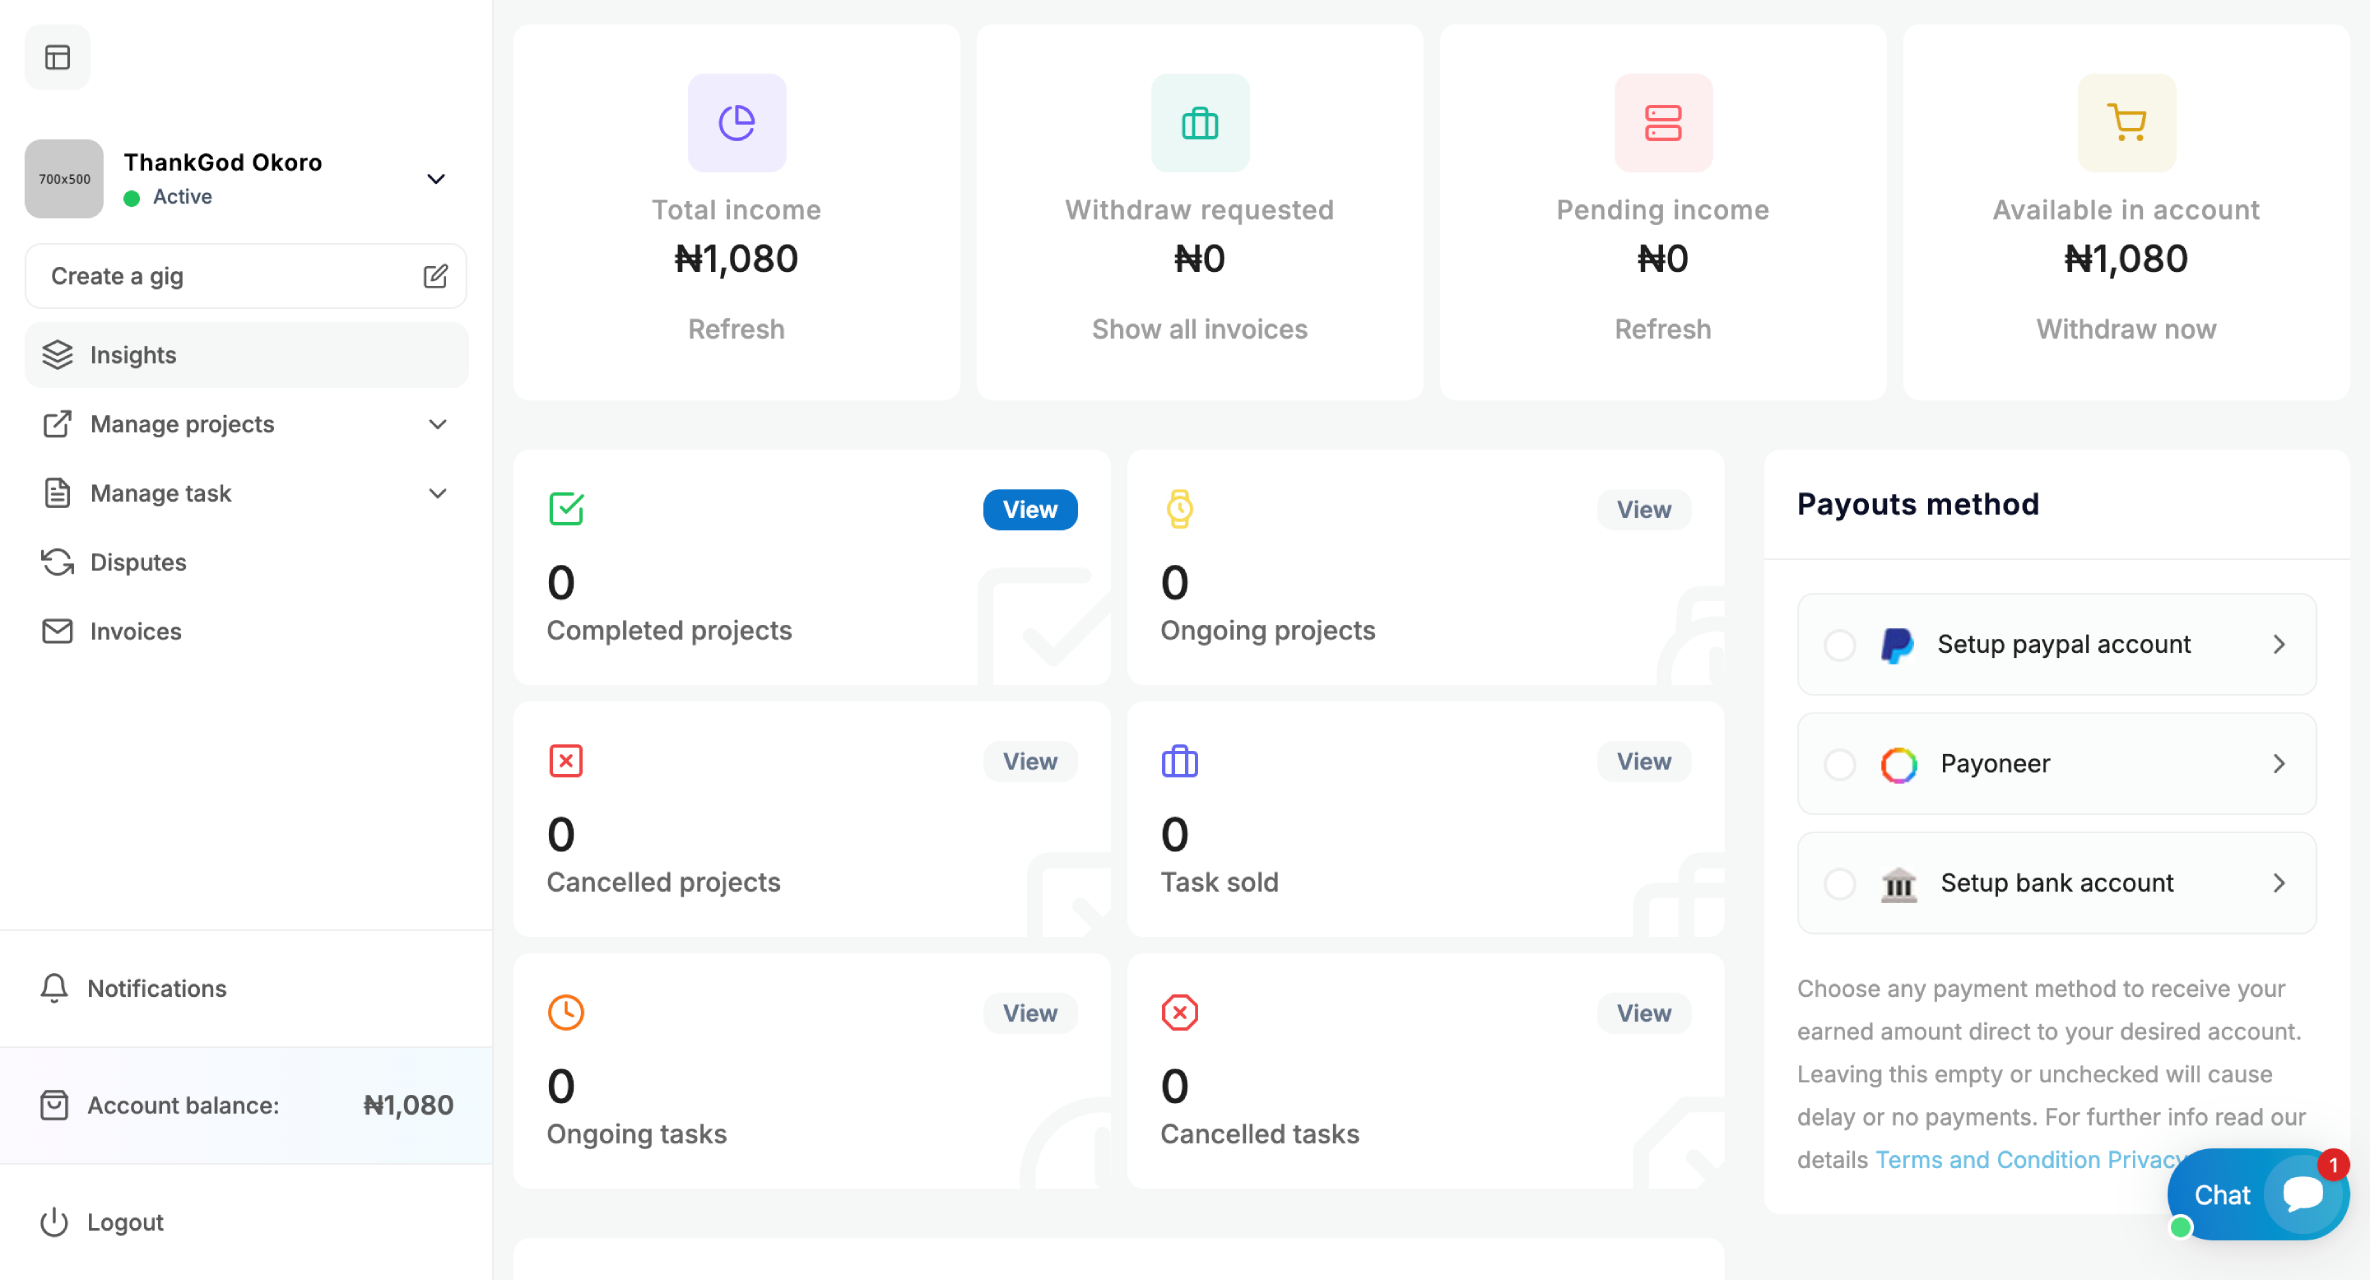 700x500
ThankGod Okoro
Active
Create a gig
Insights
Manage projects
Manage task
Disputes
Invoices
Notifications
Account balance: ₦1,080
Logout
Total income
₦1,080
Refresh
Withdraw requested
₦0
Show all invoices
Pending income
₦0
Refresh
Available in account
₦1,080
Withdraw now
View
0
Completed projects
View
0
Ongoing projects
View
0
Cancelled projects
View
0
Task sold
View
0
Ongoing tasks
View
0
Cancelled tasks
Payouts method
Setup paypal account
Payoneer
Setup bank account
Choose any payment method to receive your
earned amount direct to your desired account.
Leaving this empty or unchecked will cause
delay or no payments. For further info read our
details Terms and Condition Privacy
Chat
1